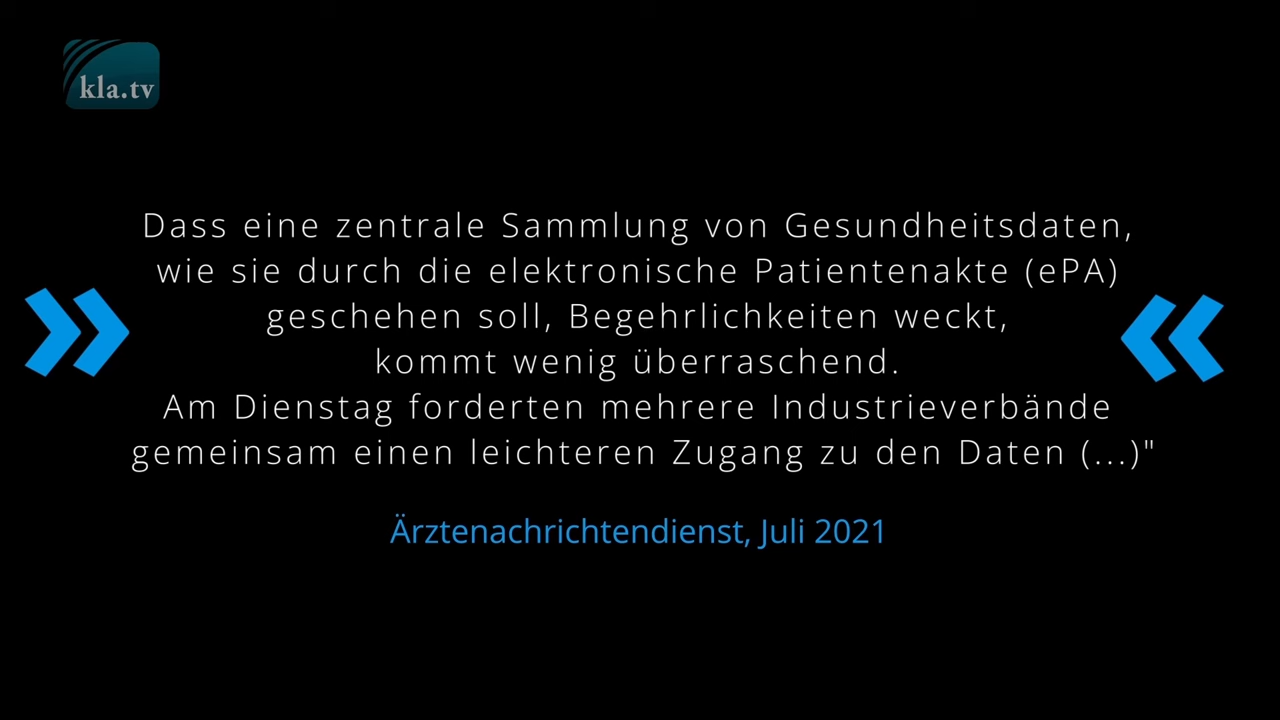 kla.tv
Dass eine zentrale Sammlung von Gesundheitsdaten,
wie sie durch die elektronische Patientenakte (ePA)
geschehen soll, Begehrlichkeiten weckt,
kommt wenig überraschend.
Am Dienstag forderten mehrere Industrieverbände
gemeinsam einen leichteren Zugang zu den Daten (...)"
Ärztenachrichtendienst, Juli 2021